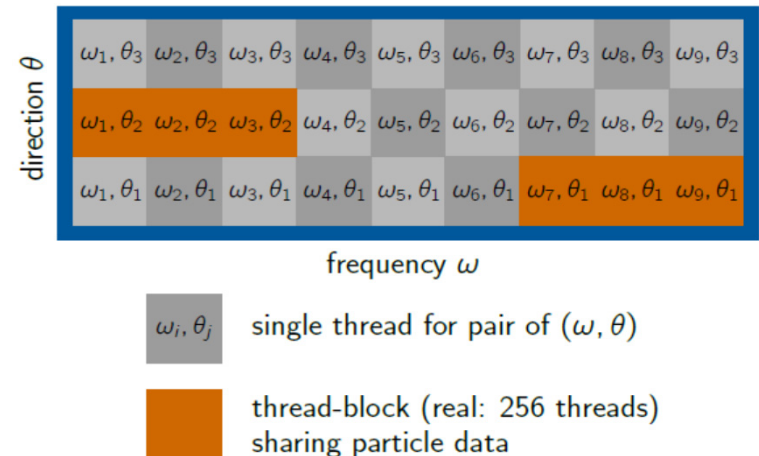 direction θ
ω₁, θ₃ ω₂, θ₃ ω₃, θ₃ ω₄, θ₃ ω₅, θ₃ ω₆, θ₃ ω₇, θ₃ ω₈, θ₃ ω₉, θ₃
ω₁, θ₂ ω₂, θ₂ ω₃, θ₂ ω₄, θ₂ ω₅, θ₂ ω₆, θ₂ ω₇, θ₂ ω₈, θ₂ ω₉, θ₂
ω₁, θ₁ ω₂, θ₁ ω₃, θ₁ ω₄, θ₁ ω₅, θ₁ ω₆, θ₁ ω₇, θ₁ ω₈, θ₁ ω₉, θ₁
frequency ω
ωᵢ, θⱼ single thread for pair of (ω, θ)
thread-block (real: 256 threads)
sharing particle data